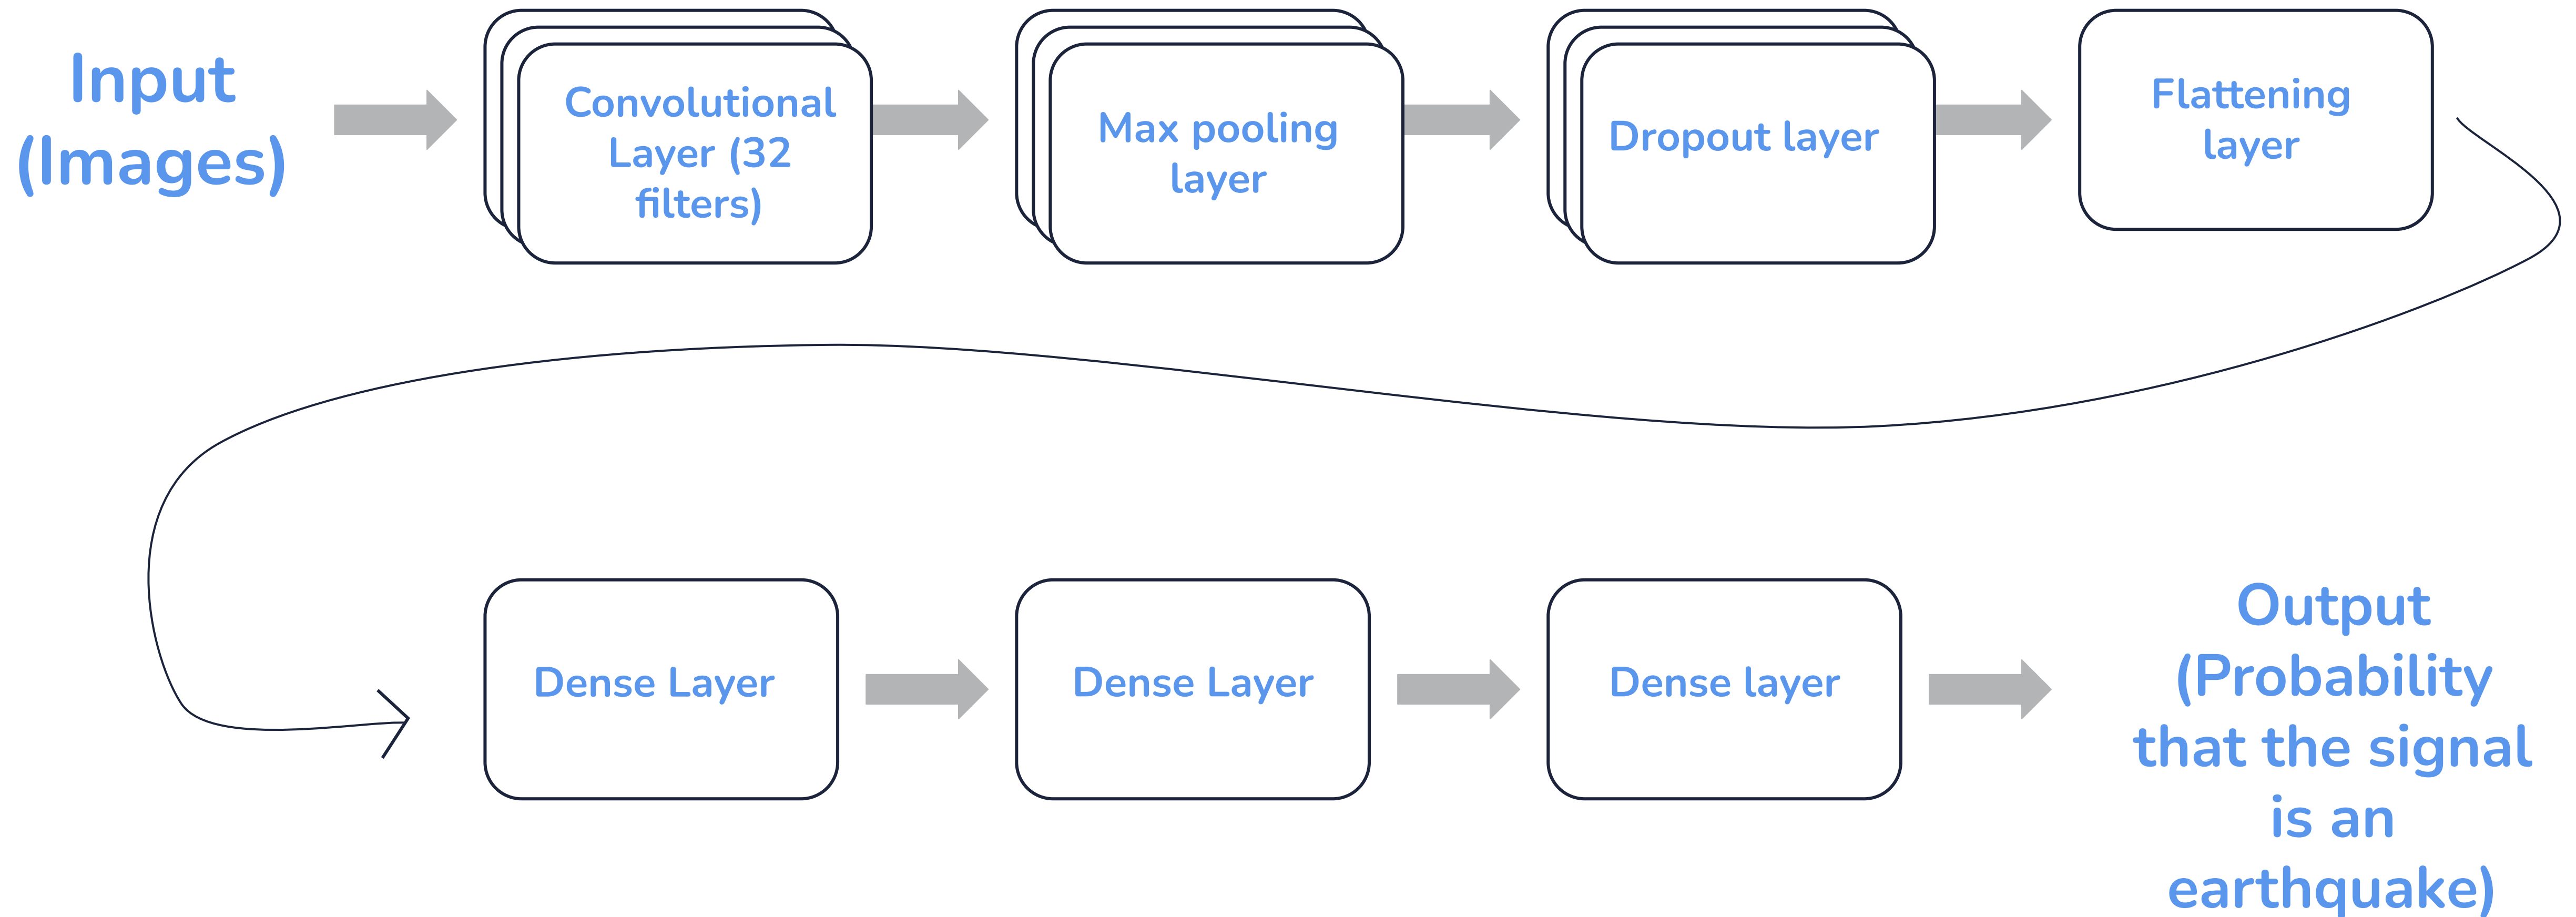 Input
(Images)
Convolutional
Layer (32
filters)
Max pooling
layer
Dropout layer
Flattening
layer
Dense Layer
Dense Layer
Dense layer
Output
(Probability
that the signal
is an
earthquake)